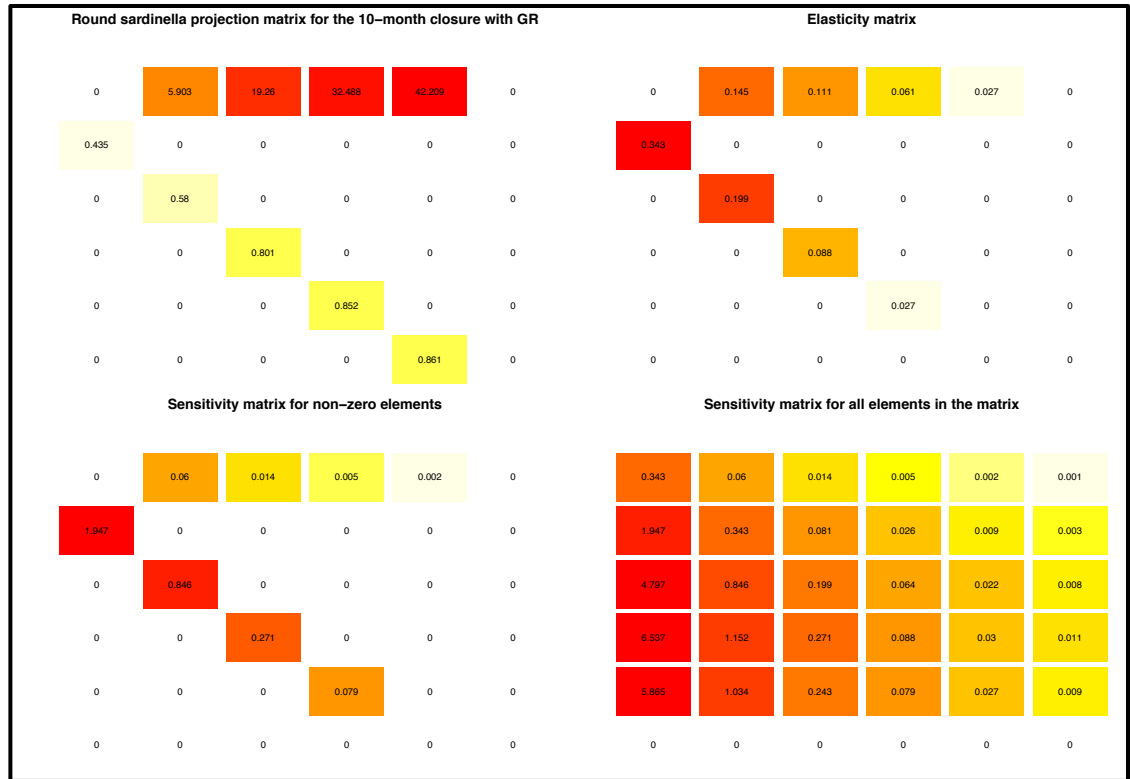 Round sardinella projection matrix for the 10−month closure with GR
0 5.903 19.26 32.488 42.209 0
0.435 0 0 0 0 0
0 0.58 0 0 0 0
0 0 0.801 0 0 0
0 0 0 0.852 0 0
0 0 0 0 0.861 0
Elasticity matrix
0 0.145 0.111 0.061 0.027 0
0.343 0 0 0 0 0
0 0.199 0 0 0 0
0 0 0.088 0 0 0
0 0 0 0.027 0 0
0 0 0 0 0 0
Sensitivity matrix for non−zero elements
0 0.06 0.014 0.005 0.002 0
1.947 0 0 0 0 0
0 0.846 0 0 0 0
0 0 0.271 0 0 0
0 0 0 0.079 0 0
0 0 0 0 0 0
Sensitivity matrix for all elements in the matrix
0.343 0.06 0.014 0.005 0.002 0.001
1.947 0.343 0.081 0.026 0.009 0.003
4.797 0.846 0.199 0.064 0.022 0.008
6.537 1.152 0.271 0.088 0.03 0.011
5.865 1.034 0.243 0.079 0.027 0.009
0 0 0 0 0 0